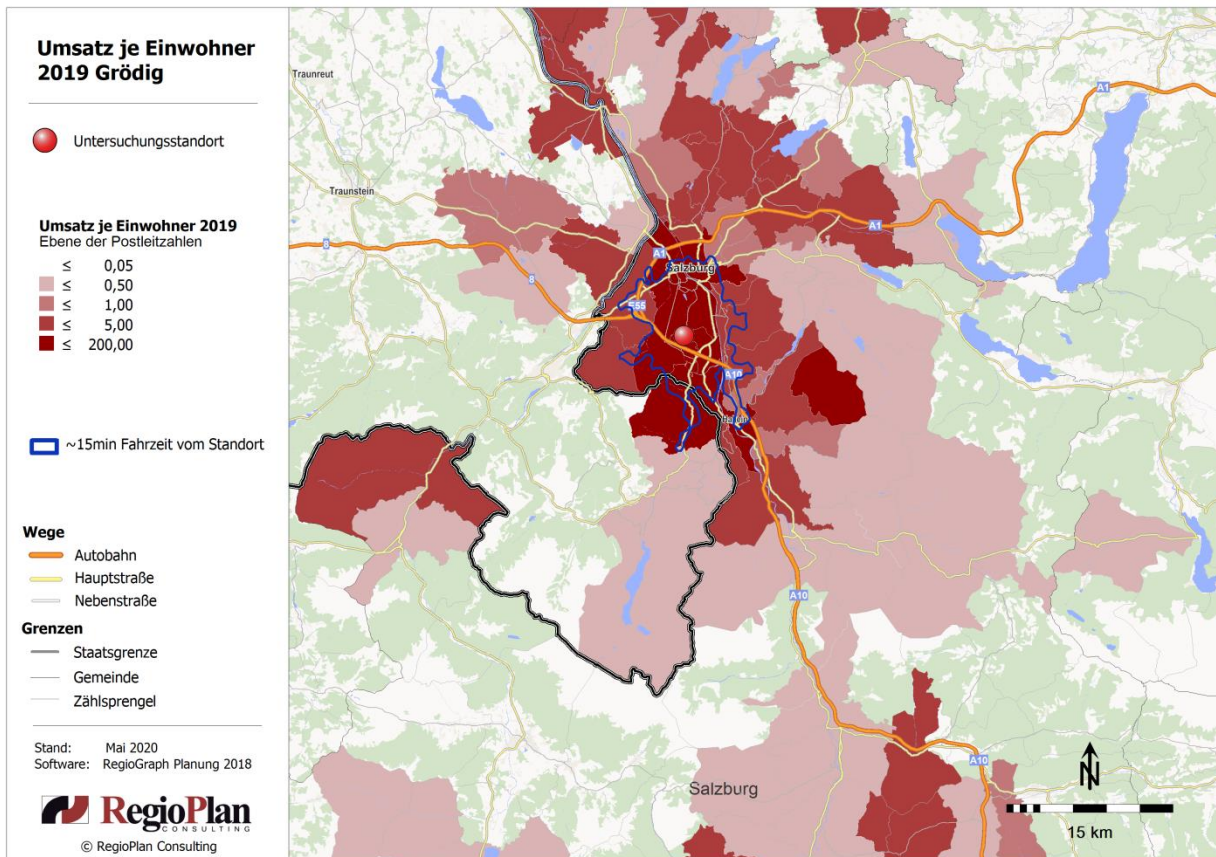 Umsatz je Einwohner
2019 Grödig
Untersuchungsstandort
Umsatz je Einwohner 2019
Ebene der Postleitzahlen
≤ 0,05
≤ 0,50
≤ 1,00
≤ 5,00
≤ 200,00
~15min Fahrzeit vom Standort
Wege
Autobahn
Hauptstraße
Nebenstraße
Grenzen
Staatsgrenze
Gemeinde
Zählsprengel
Stand: Mai 2020
Software: RegioGraph Planung 2018
RegioPlan
CONSULTING
© RegioPlan Consulting
Traunreut
Traunstein
8
8
A1
A1
A1
Salzburg
E55
A10
A10
A10
Salzburg
N
15 km